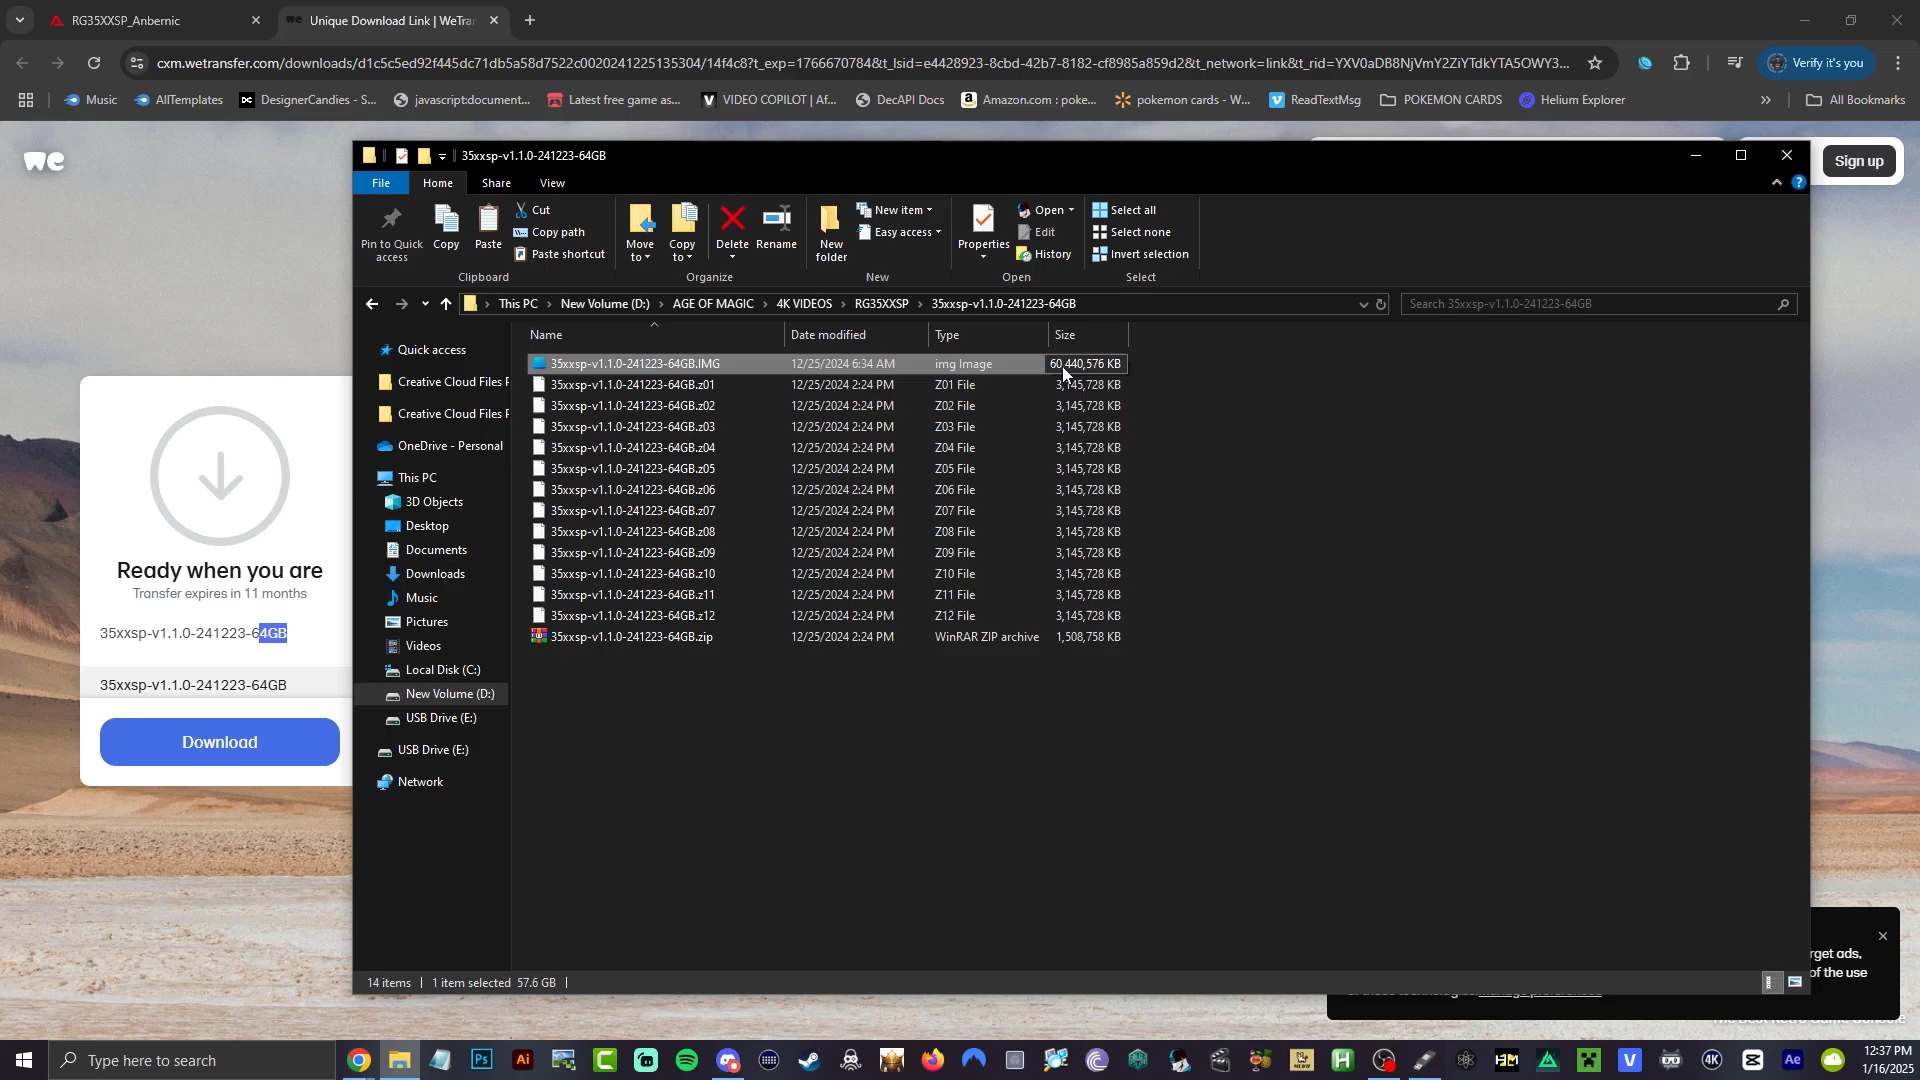 RG35XXSP_Anbernic
Unique Download Link | WeTra
cxm.wetransfer.com/downloads/d1c5c5ed92f445dc71db5a58d7522c0020241225135304/14f4c8?t_exp=1766670784&t_lsid=e4428923-8cbd-42b7-8182-cf8985a859d2&t_network=link&t_rid=YXV0aDB8NjVmY2ZiYTdkYTA5OWY3...
Verify it's you
Music
AllTemplates
DesignerCandies - S...
javascript:document...
Latest free game as...
VIDEO COPILOT | Af...
DecAPI Docs
Amazon.com : poke...
pokemon cards - W...
ReadTextMsg
POKEMON CARDS
Helium Explorer
»
All Bookmarks
we
Sign up
35xxsp-v1.1.0-241223-64GB
File
Home
Share
View
Pin to Quick access
Copy
Paste
Cut
Copy path
Paste shortcut
Clipboard
Move to
Copy to
Delete
Rename
Organize
New folder
New item
Easy access
New
Properties
Open
Edit
History
Open
Select all
Select none
Invert selection
Select
This PC > New Volume (D:) > AGE OF MAGIC > 4K VIDEOS > RG35XXSP > 35xxsp-v1.1.0-241223-64GB
Search 35xxsp-v1.1.0-241223-64GB
Quick access
Creative Cloud Files F
Creative Cloud Files F
OneDrive - Personal
This PC
3D Objects
Desktop
Documents
Downloads
Music
Pictures
Videos
Local Disk (C:)
New Volume (D:)
USB Drive (E:)
USB Drive (E:)
Network
Name Date modified Type Size
35xxsp-v1.1.0-241223-64GB.IMG 12/25/2024 6:34 AM img Image 60,440,576 KB
35xxsp-v1.1.0-241223-64GB.z01 12/25/2024 2:24 PM Z01 File 3,145,728 KB
35xxsp-v1.1.0-241223-64GB.z02 12/25/2024 2:24 PM Z02 File 3,145,728 KB
35xxsp-v1.1.0-241223-64GB.z03 12/25/2024 2:24 PM Z03 File 3,145,728 KB
35xxsp-v1.1.0-241223-64GB.z04 12/25/2024 2:24 PM Z04 File 3,145,728 KB
35xxsp-v1.1.0-241223-64GB.z05 12/25/2024 2:24 PM Z05 File 3,145,728 KB
35xxsp-v1.1.0-241223-64GB.z06 12/25/2024 2:24 PM Z06 File 3,145,728 KB
35xxsp-v1.1.0-241223-64GB.z07 12/25/2024 2:24 PM Z07 File 3,145,728 KB
35xxsp-v1.1.0-241223-64GB.z08 12/25/2024 2:24 PM Z08 File 3,145,728 KB
35xxsp-v1.1.0-241223-64GB.z09 12/25/2024 2:24 PM Z09 File 3,145,728 KB
35xxsp-v1.1.0-241223-64GB.z10 12/25/2024 2:24 PM Z10 File 3,145,728 KB
35xxsp-v1.1.0-241223-64GB.z11 12/25/2024 2:24 PM Z11 File 3,145,728 KB
35xxsp-v1.1.0-241223-64GB.z12 12/25/2024 2:24 PM Z12 File 3,145,728 KB
35xxsp-v1.1.0-241223-64GB.zip 12/25/2024 2:24 PM WinRAR ZIP archive 1,508,758 KB
14 items
1 item selected 57.6 GB
Ready when you are
Transfer expires in 11 months
35xxsp-v1.1.0-241223-64GB
35xxsp-v1.1.0-241223-64GB
Download
rget ads,
of the use
Type here to search
12:37 PM
1/16/2025